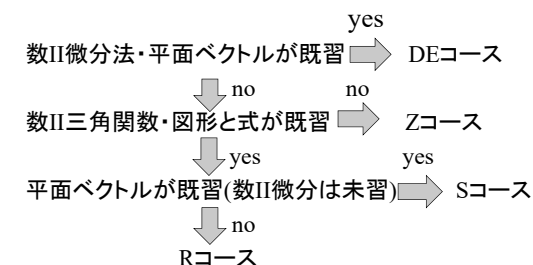 yes
数II微分法・平面ベクトルが既習 DEコース
no no
数II三角関数・図形と式が既習 Zコース
yes yes
平面ベクトルが既習(数II微分は未習) Sコース
no
Rコース